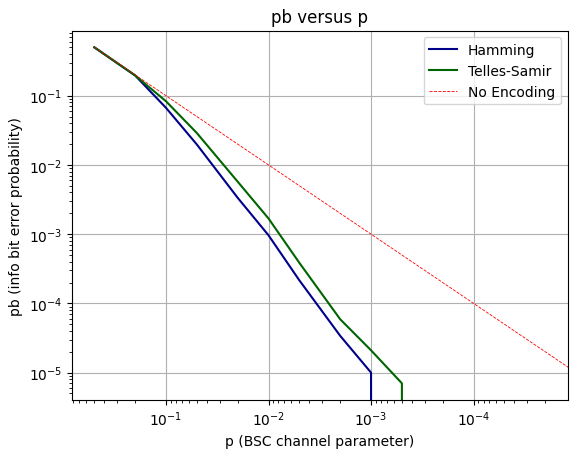 pb versus p
Hamming
Telles-Samir
No Encoding
pb (info bit error probability)
10⁻¹
10⁻²
10⁻³
10⁻⁴
10⁻⁵
10⁻¹ 10⁻² 10⁻³ 10⁻⁴
p (BSC channel parameter)